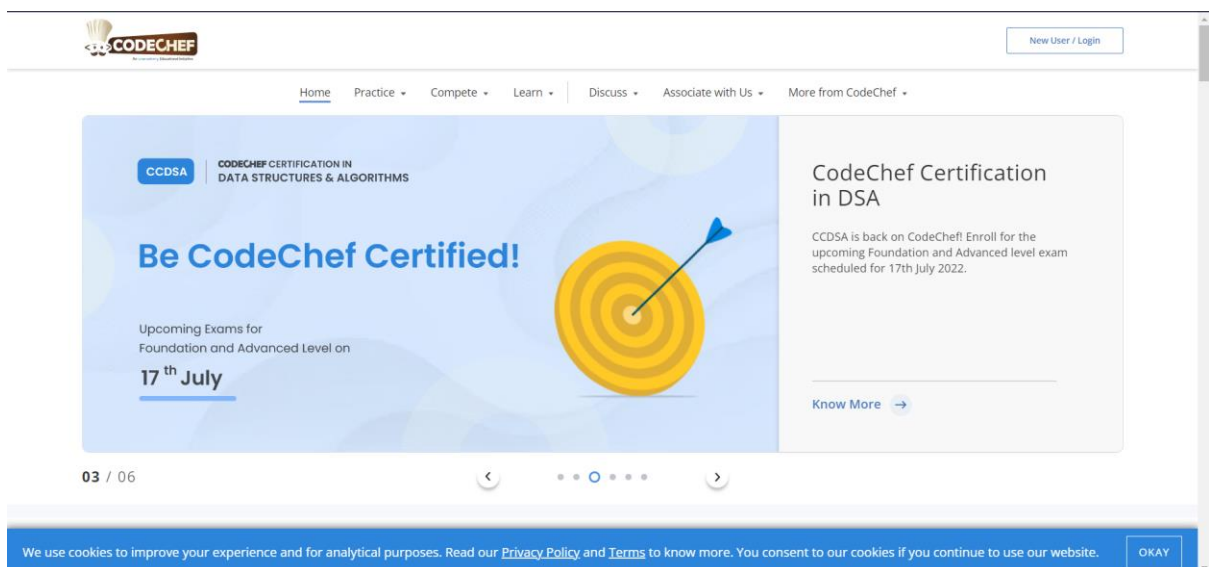 CODECHEF
New User / Login
Home Practice Compete Learn Discuss Associate with Us More from CodeChef
CCDSA
CODECHEF CERTIFICATION IN
DATA STRUCTURES & ALGORITHMS
Be CodeChef Certified!
Upcoming Exams for
Foundation and Advanced Level on
17 th July
CodeChef Certification
in DSA
CCDSA is back on CodeChef! Enroll for the
upcoming Foundation and Advanced level exam
scheduled for 17th July 2022.
Know More
03 / 06
We use cookies to improve your experience and for analytical purposes. Read our Privacy Policy and Terms to know more. You consent to our cookies if you continue to use our website.
OKAY